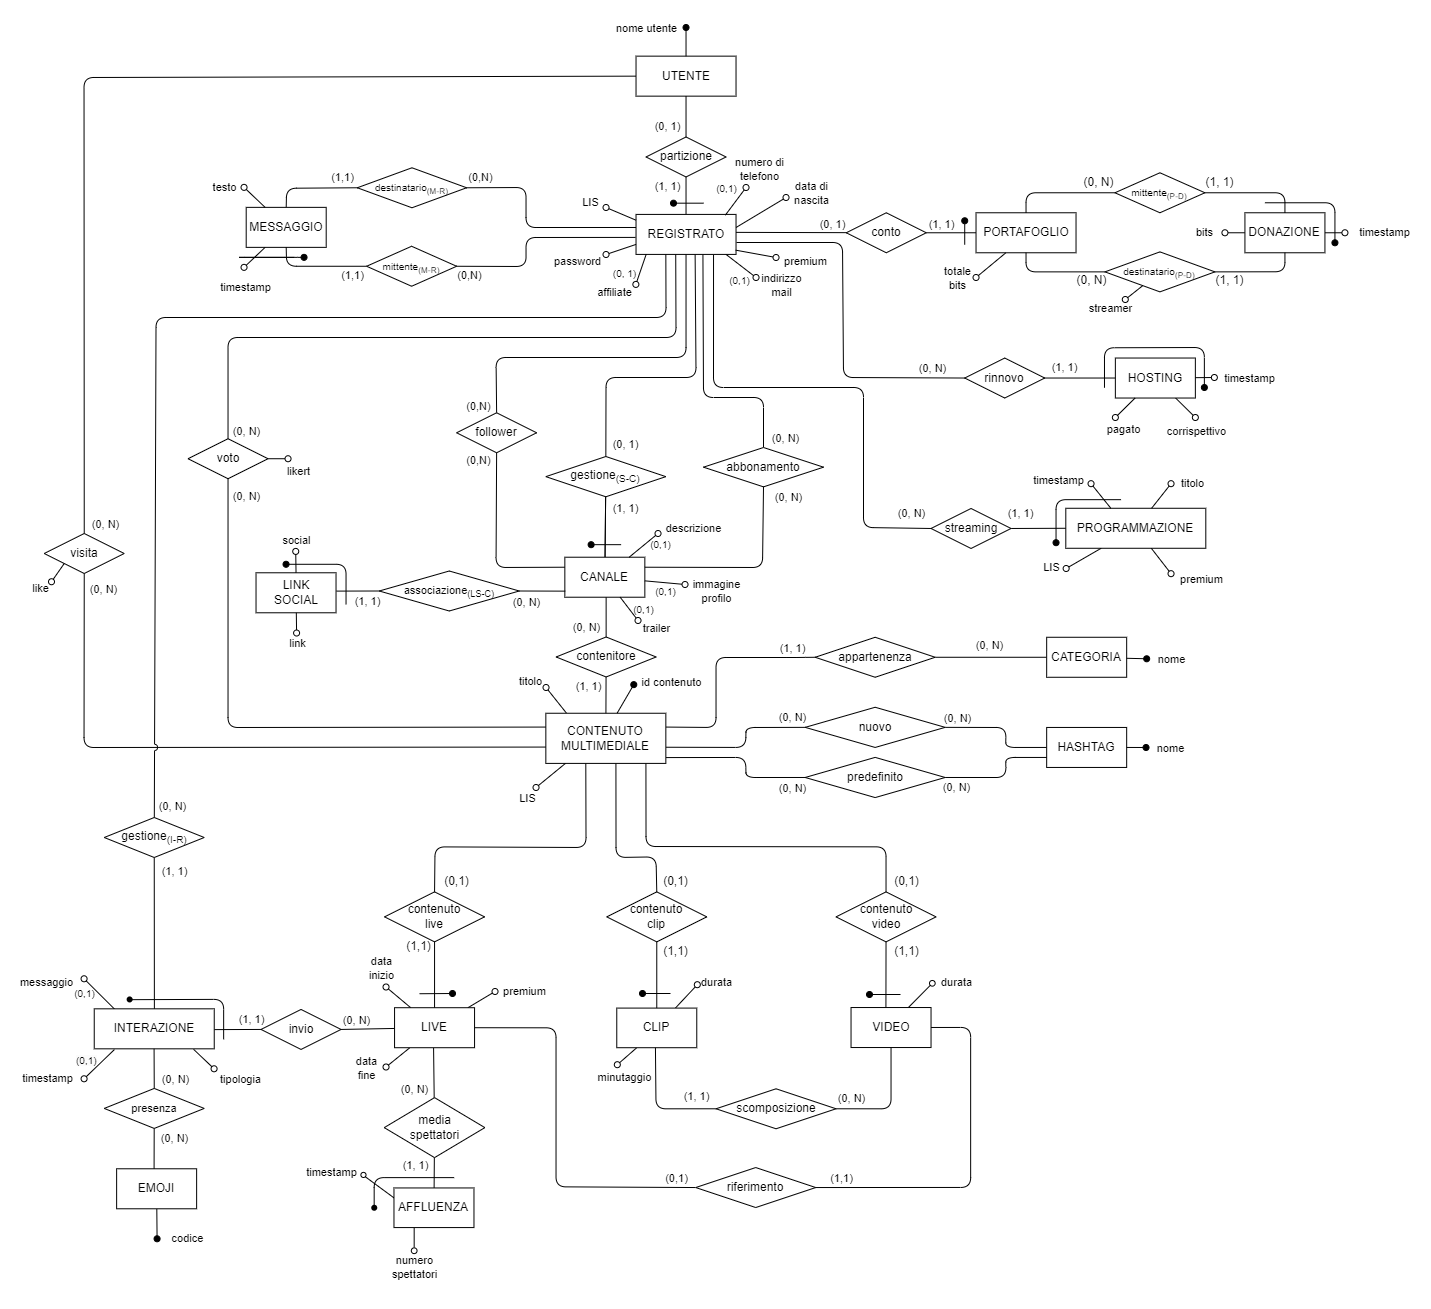 nome utente
UTENTE
(0, 1)
partizione
(1, 1)
numero di
telefono
(0,1)
data di
nascita
LIS
REGISTRATO
password
(0, 1)
affiliate
premium
(0,1)
indirizzo
mail
testo
MESSAGGIO
timestamp
(1,1)
destinatario(M-R)
(0,N)
(1,1)
mittente(M-R)
(0,N)
(0, 1)
conto
(1, 1)
PORTAFOGLIO
totale
bits
(0, N)
mittente(P-D)
(1, 1)
bits
DONAZIONE
timestamp
(0, N)
destinatario(P-D)
(1, 1)
streamer
(0, N)
rinnovo
(1, 1)
HOSTING
timestamp
pagato
corrispettivo
(0, N)
voto
likert
(0, N)
(0,N)
follower
(0,N)
(0, 1)
gestione(S-C)
(1, 1)
(0, N)
abbonamento
(0, N)
(0, N)
streaming
(1, 1)
timestamp
titolo
PROGRAMMAZIONE
LIS
premium
(0, N)
visita
like
(0, N)
social
LINK
SOCIAL
link
(1, 1)
associazione(LS-C)
(0, N)
descrizione
(0,1)
CANALE
immagine
profilo
(0,1)
(0,1)
trailer
(0, N)
contenitore
(1, 1)
titolo
id contenuto
CONTENUTO
MULTIMEDIALE
LIS
(1, 1)
appartenenza
(0, N)
CATEGORIA
nome
(0, N)
nuovo
(0, N)
HASHTAG
nome
predefinito
(0, N)
(0, N)
(0, N)
gestione(I-R)
(1, 1)
(0,1)
contenuto
live
(1,1)
(0,1)
contenuto
clip
(1,1)
(0,1)
contenuto
video
(1,1)
messaggio
(0,1)
INTERAZIONE
(0,1)
timestamp
tipologia
(1, 1)
invio
(0, N)
data
inizio
premium
LIVE
data
fine
durata
CLIP
minutaggio
durata
VIDEO
(0, N)
presenza
(0, N)
EMOJI
codice
(0, N)
media
spettatori
(1, 1)
timestamp
AFFLUENZA
numero
spettatori
(1, 1)
scomposizione
(0, N)
(0,1)
riferimento
(1,1)